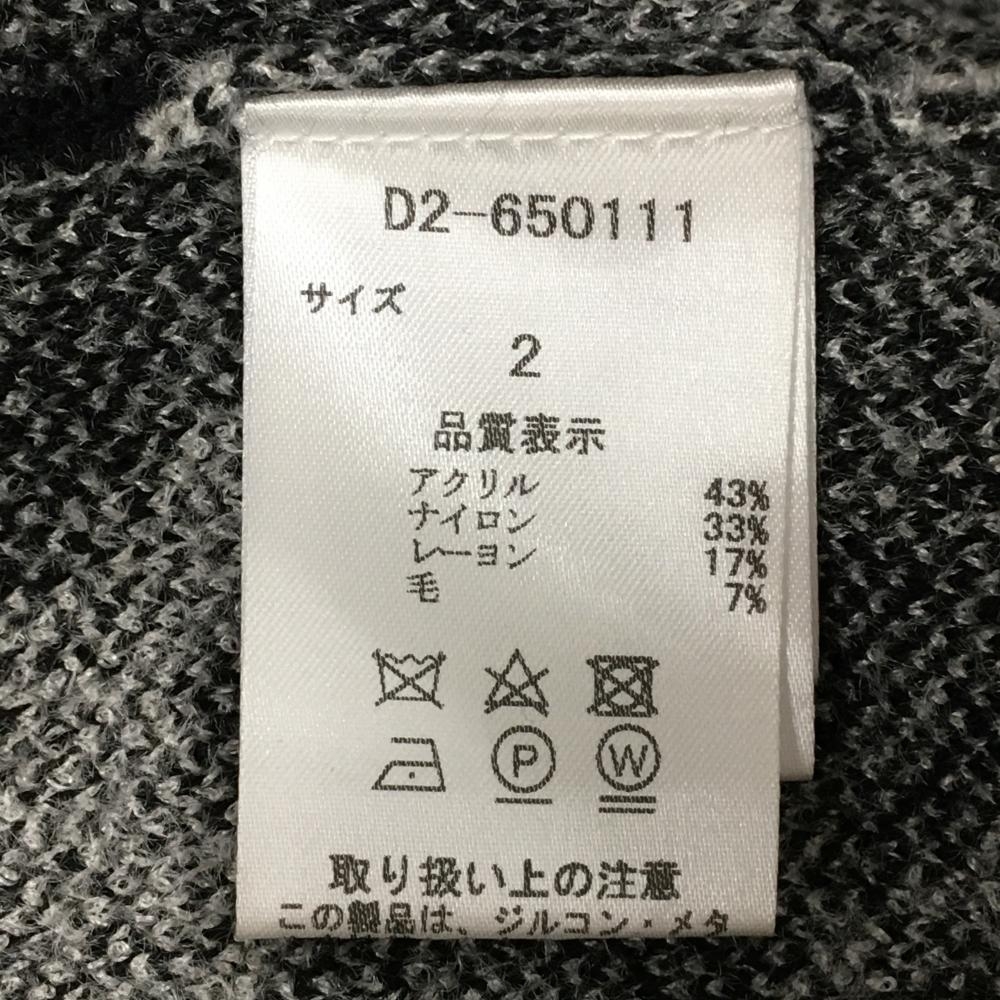 D2-650111
サイズ
2
品質表示
アクリル 43%
ナイロン 33%
レーヨン 17%
毛 7%
P W
取り扱い上の注意
この製品は、ジルコン・メタ